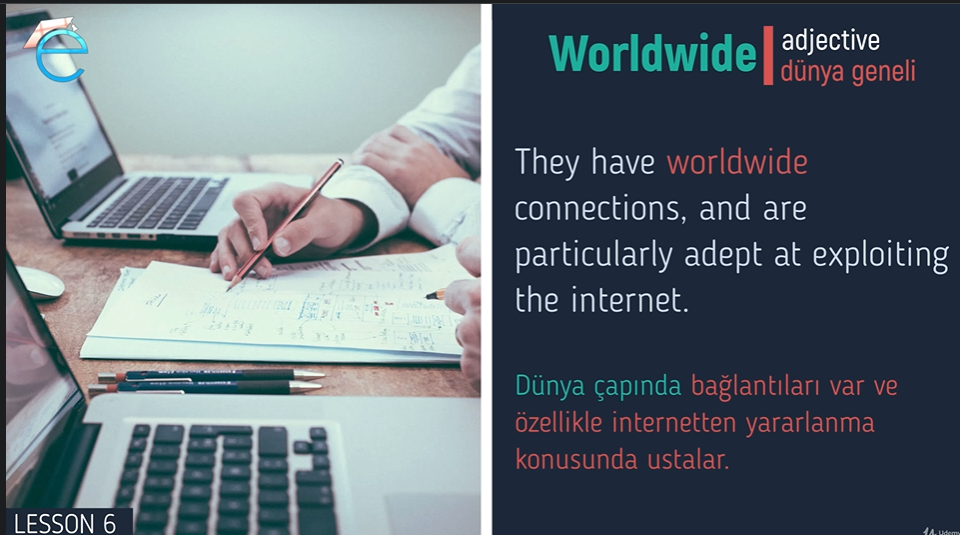 Worldwide
adjective
dünya geneli
They have worldwide
connections, and are
particularly adept at exploiting
the internet.
Dünya çapında bağlantıları var ve
özellikle internetten yararlanma
konusunda ustalar.
LESSON 6